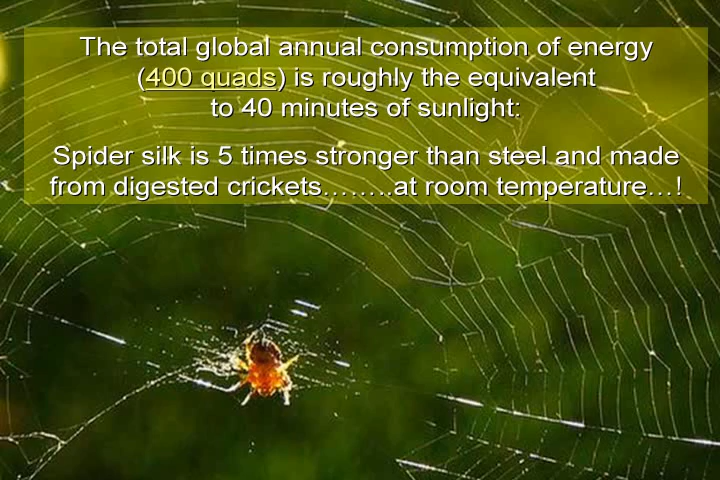 The total global annual consumption of energy
(400 quads) is roughly the equivalent
to 40 minutes of sunlight:
Spider silk is 5 times stronger than steel and made
from digested crickets……..at room temperature…!